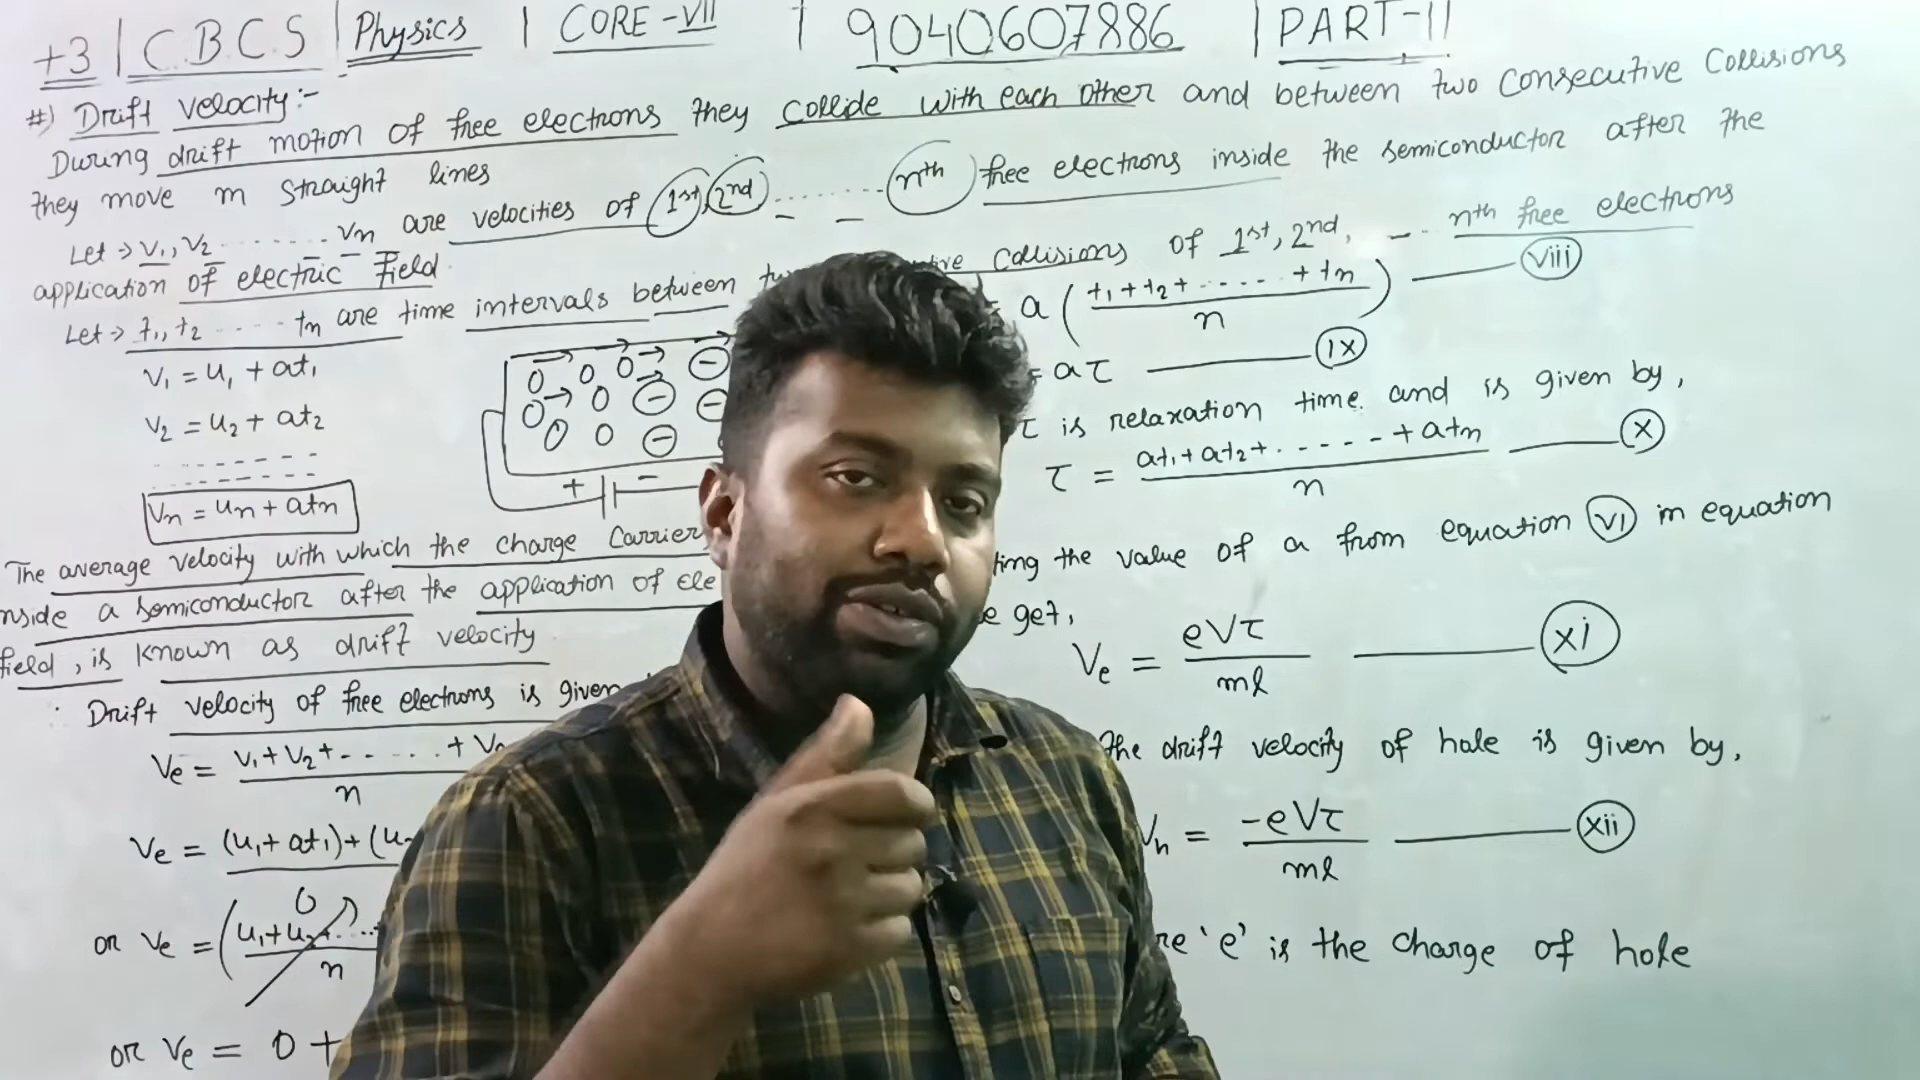 +3 | C.B.C.S | Physics | CORE-VII | 9040607886 | PART-II
#) Drift velocity:-
During drift motion of free electrons they collide with each other and between two consecutive collisions
they move in straight lines
Let → v₁, v₂ ....... vₙ are velocities of 1st, 2nd ....... nth free electrons inside the semiconductor after the
application of electric field.
Let → t₁, t₂ ..... tₙ are time intervals between collisions of 1st, 2nd, - .. nth free electrons
v₁ = u₁ + at₁
v₂ = u₂ + at₂
vₙ = uₙ + atₙ
+ -
The average velocity with which the charge carrier
inside a semiconductor after the application of ele
field, is known as drift velocity
∴ Drift velocity of free electrons is given
Ve = v₁ + v₂ + - ..... +
n
Ve = (u₁ + at₁) + (u
or Ve = (u₁ + u₂ + ...
n
0
or Ve = 0 +
= a ( t₁ + t₂ + ..... + tₙ / n ) —— viii
= aτ —— ix
τ is relaxation time and is given by,
τ = at₁ + at₂ + ..... + atₙ / n —— x
ting the value of a from equation vi in equation
e get,
Ve = eVτ / ml —— xi
the drift velocity of hole is given by,
Vh = -eVτ / ml —— xii
re 'e' is the charge of hole